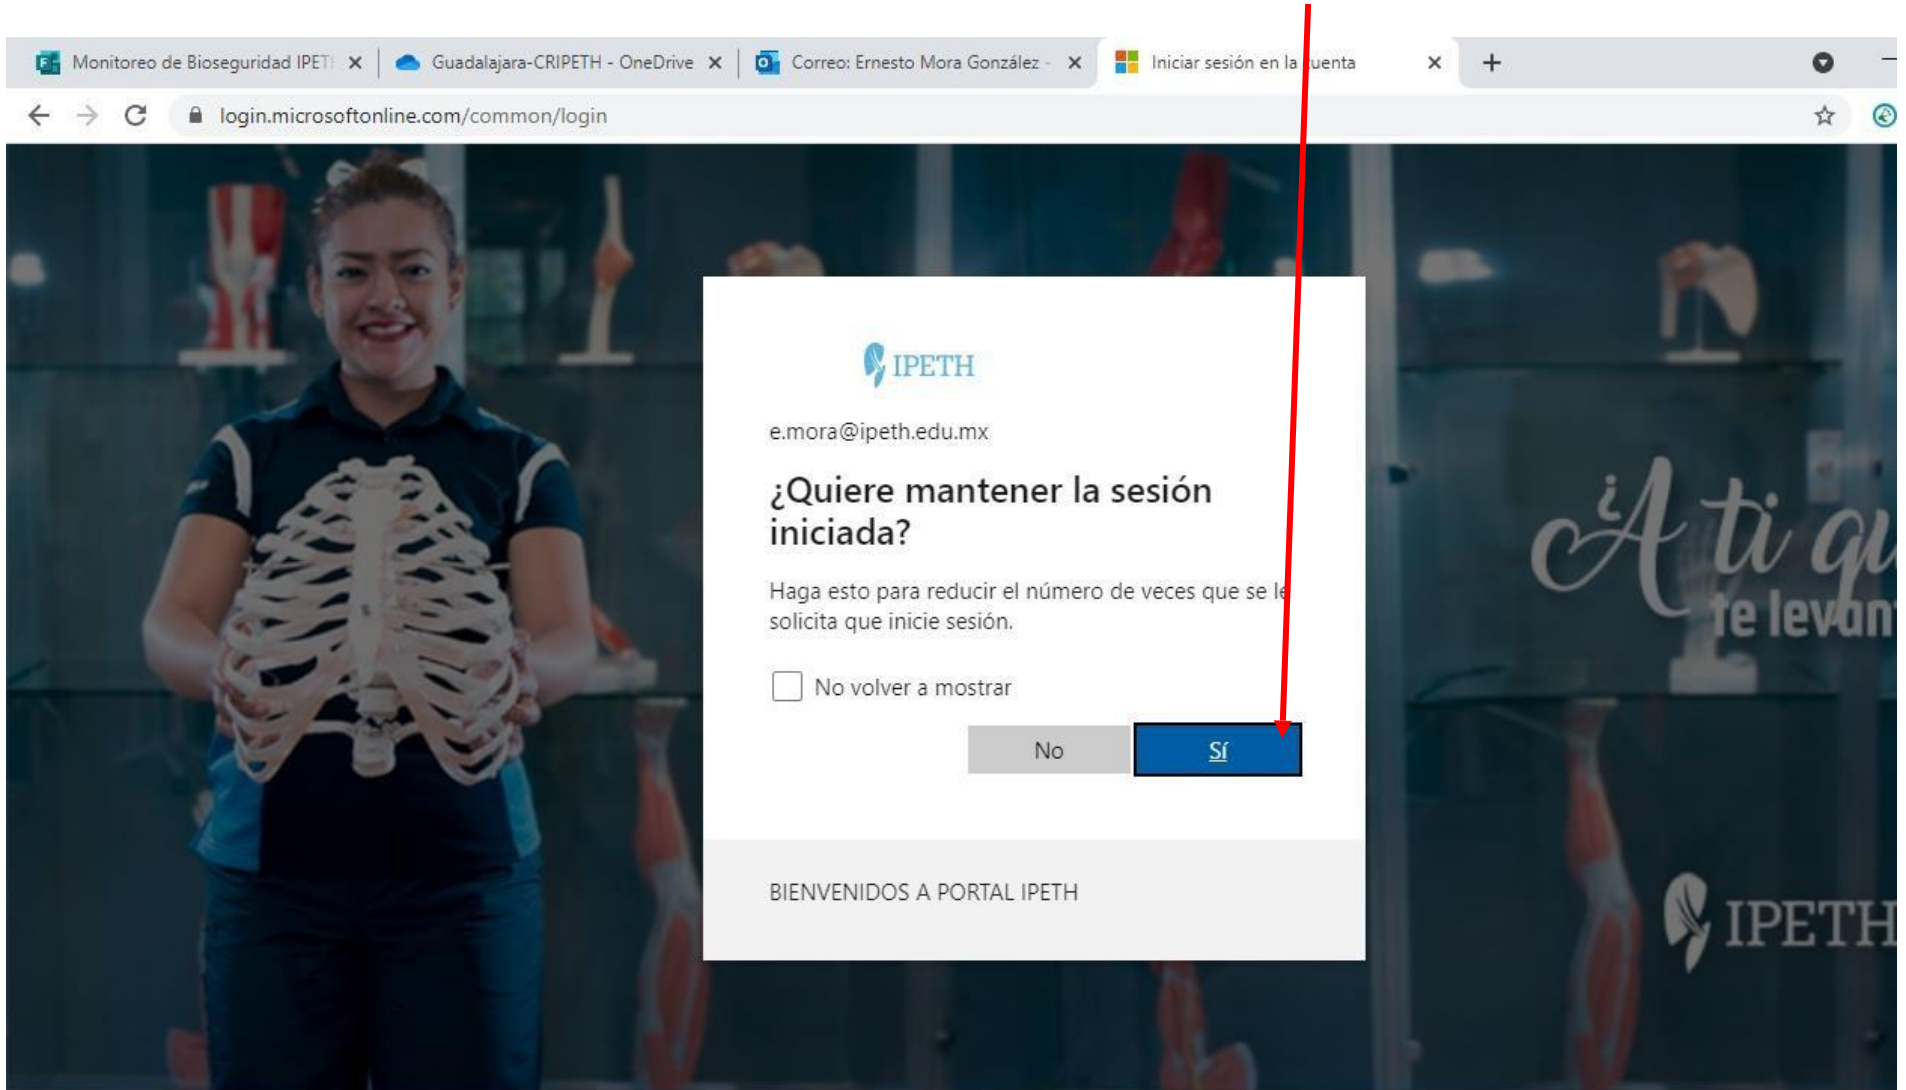 Monitoreo de Bioseguridad IPET
Guadalajara-CRIPETH - OneDrive
Correo: Ernesto Mora González -
Iniciar sesión en la cuenta
login.microsoftonline.com/common/login
IPETH
e.mora@ipeth.edu.mx
¿Quiere mantener la sesión
iniciada?
Haga esto para reducir el número de veces que se le
solicita que inicie sesión.
No volver a mostrar
No
Sí
BIENVENIDOS A PORTAL IPETH
¿A ti qu
te levan
IPETH